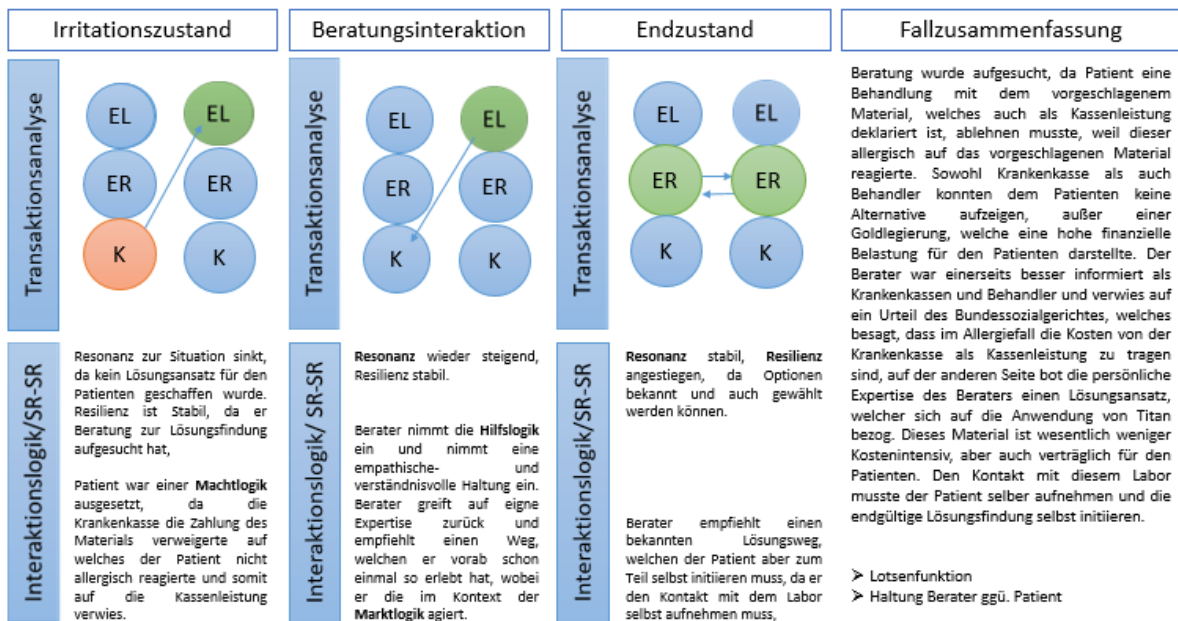 Irritationszustand
Transaktionsanalyse
EL
EL
ER
ER
K
K
Interaktionslogik/SR-SR
Resonanz zur Situation sinkt,
da kein Lösungsansatz für den
Patienten geschaffen wurde.
Resilienz ist Stabil, da er
Beratung zur Lösungsfindung
aufgesucht hat,
Patient war einer Machtlogik
ausgesetzt, da die
Krankenkasse die Zahlung des
Materials verweigerte auf
welches der Patient nicht
allergisch reagierte und somit
auf die Kassenleistung
verwies.
Beratungsinteraktion
Transaktionsanalyse
EL
EL
ER
ER
K
K
Interaktionslogik/ SR-SR
Resonanz wieder steigend,
Resilienz stabil.
Berater nimmt die Hilfslogik
ein und nimmt eine
empathische- und
verständnisvolle Haltung ein.
Berater greift auf eigne
Expertise zurück und
empfiehlt einen Weg,
welchen er vorab schon
einmal so erlebt hat, wobei
er die im Kontext der
Marktlogik agiert.
Endzustand
Transaktionsanalyse
EL
EL
ER
ER
K
K
Interaktionslogik/SR-SR
Resonanz stabil, Resilienz
angestiegen, da Optionen
bekannt und auch gewählt
werden können.
Berater empfiehlt einen
bekannten Lösungsweg,
welchen der Patient aber zum
Teil selbst initiieren muss, da er
den Kontakt mit dem Labor
selbst aufnehmen muss,
Fallzusammenfassung
Beratung wurde aufgesucht, da Patient eine
Behandlung mit dem vorgeschlagenem
Material, welches auch als Kassenleistung
deklariert ist, ablehnen musste, weil dieser
allergisch auf das vorgeschlagenen Material
reagierte. Sowohl Krankenkasse als auch
Behandler konnten dem Patienten keine
Alternative aufzeigen, außer einer
Goldlegierung, welche eine hohe finanzielle
Belastung für den Patienten darstellte. Der
Berater war einerseits besser informiert als
Krankenkassen und Behandler und verwies auf
ein Urteil des Bundessozialgerichtes, welches
besagt, dass im Allergiefall die Kosten von der
Krankenkasse als Kassenleistung zu tragen
sind, auf der anderen Seite bot die persönliche
Expertise des Beraters einen Lösungsansatz,
welcher sich auf die Anwendung von Titan
bezog. Dieses Material ist wesentlich weniger
Kostenintensiv, aber auch verträglich für den
Patienten. Den Kontakt mit diesem Labor
musste der Patient selber aufnehmen und die
endgültige Lösungsfindung selbst initiieren.
➢ Lotsenfunktion
➢ Haltung Berater ggü. Patient